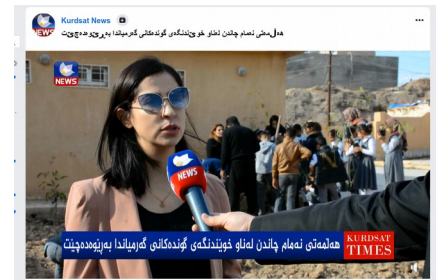 Kurdsat News
هەڵمەتی نەمام چاندن لەناو خوێندنگەی گوندەکانی گەرمیاندا بەڕێوەدەچێت
NEWS
NEWS
NEWS
هەڵمەتی نەمام چاندن لەناو خوێندنگەی گوندەکانی گەرمیاندا بەڕێوەدەچێت
KURDSAT
TIMES